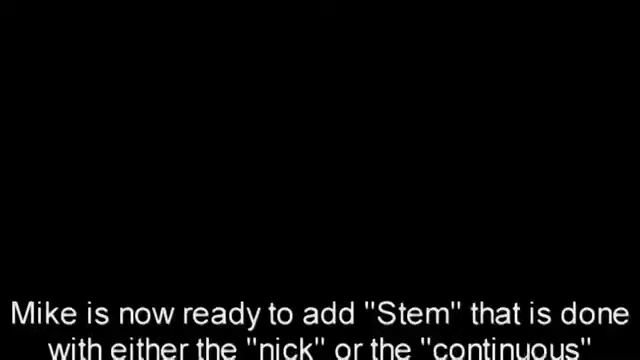 Mike is now ready to add "Stem" that is done
with either the "nick" or the "continuous"